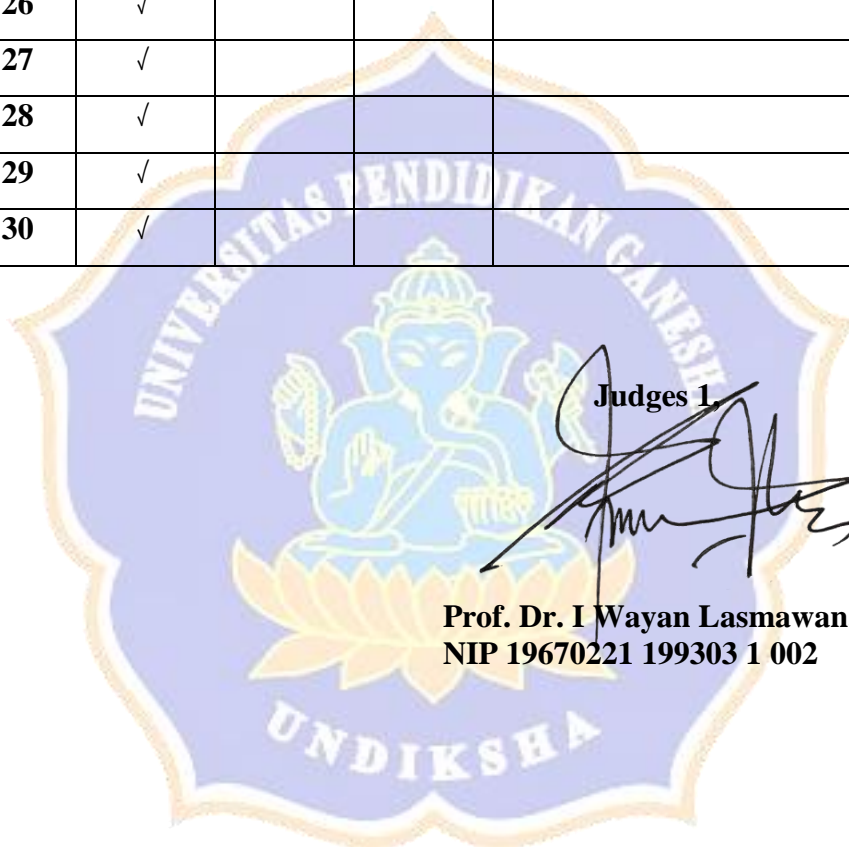 26 √
27 √
28 √
29 √
30 √
UNIVERSITAS PENDIDIKAN GANESH
Judges 1,
Prof. Dr. I Wayan Lasmawan
NIP 19670221 199303 1 002
UNDIKSHA